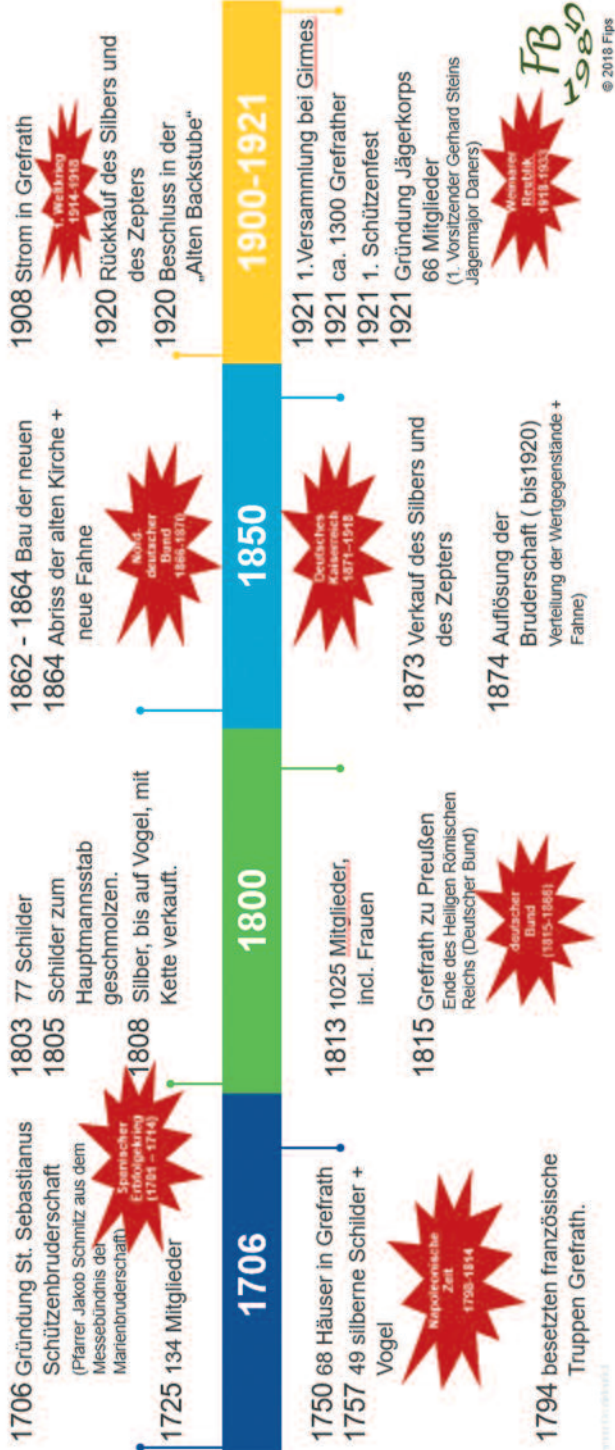 1706 Gründung St. Sebastianus
Schützenbruderschaft
(Pfarrer Jakob Schmitz aus dem
Messebündnis der
Marienbruderschaft)
Spanischer
Erbfolgekrieg
(1701 – 1714)
1725 134 Mitglieder
1803 77 Schilder
1805 Schilder zum
Hauptmannsstab
geschmolzen.
1808 Silber, bis auf Vogel, mit
Kette verkauft.
1862 - 1864 Bau der neuen
1864 Abriss der alten Kirche +
neue Fahne
Nord-
deutscher
Bund
1866-1870
1908 Strom in Grefrath
1. Weltkrieg
1914-1918
1920 Rückkauf des Silbers und
des Zepters
1920 Beschluss in der
„Alten Backstube“
1706
1800
1850
1900-1921
1750 68 Häuser in Grefrath
1757 49 silberne Schilder +
Vogel
Napoleonische
Zeit
1798-1814
1794 besetzten französische
Truppen Grefrath.
1813 1025 Mitglieder,
incl. Frauen
1815 Grefrath zu Preußen
Ende des Heiligen Römischen
Reichs (Deutscher Bund)
deutscher
Bund
(1815-1866)
Deutsches
Kaiserreich
1871–1918
1873 Verkauf des Silbers und
des Zepters
1874 Auflösung der
Bruderschaft ( bis1920)
Verteilung der Wertgegenstände +
Fahne)
1921 1.Versammlung bei Girmes
1921 ca. 1300 Grefrather
1921 1. Schützenfest
1921 Gründung Jägerkorps
66 Mitglieder
(1. Vorsitzender Gerhard Steins
Jägermajor Daners)
Weimarer
Republik
1918-1933
FB
1985
© 2018 Fips